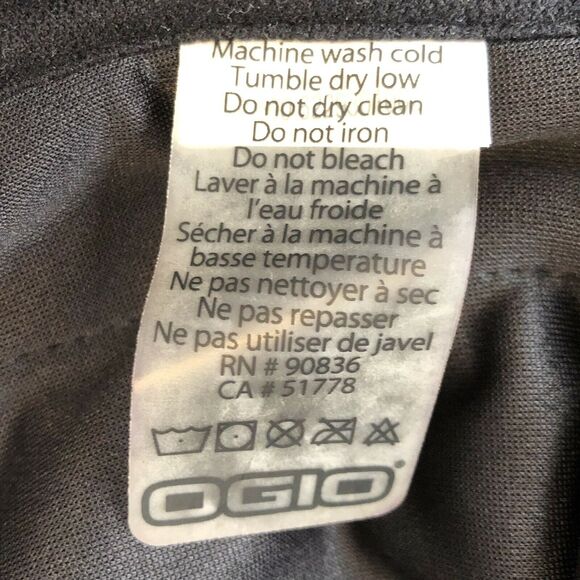 Machine wash cold
Tumble dry low
Do not dry clean
Do not iron
Do not bleach
Laver à la machine à
l'eau froide
Sécher à la machine à
basse temperature
Ne pas nettoyer à sec
Ne pas repasser
Ne pas utiliser de javel
RN # 90836
CA # 51778
OGIO®